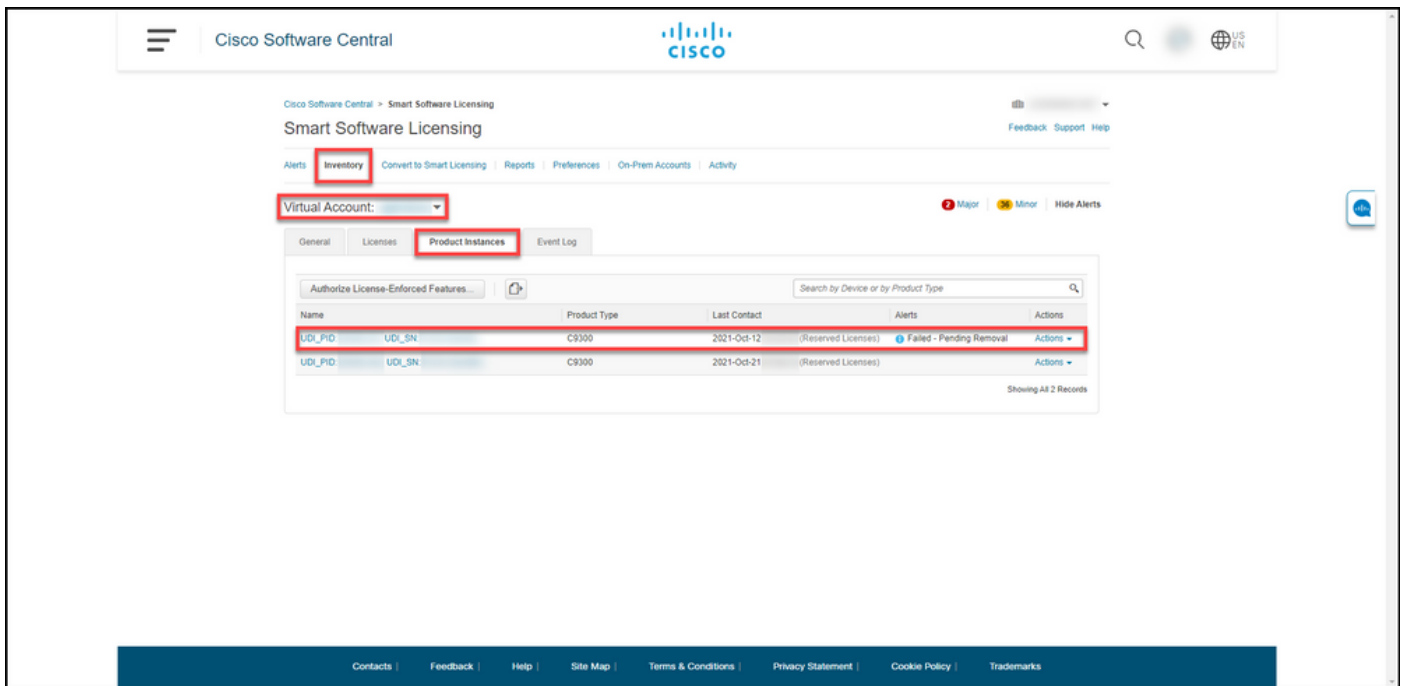 Cisco Software Central
CISCO
US
EN
Cisco Software Central > Smart Software Licensing
Smart Software Licensing
Feedback Support Help
Alerts Inventory Convert to Smart Licensing Reports Preferences On-Prem Accounts Activity
Virtual Account:
2 Major 36 Minor Hide Alerts
General Licenses Product Instances Event Log
Authorize License-Enforced Features... Search by Device or by Product Type
Name Product Type Last Contact Alerts Actions
UDI_PID: UDI_SN: C9300 2021-Oct-12 (Reserved Licenses) Failed - Pending Removal Actions
UDI_PID: UDI_SN: C9300 2021-Oct-21 (Reserved Licenses) Actions
Showing All 2 Records
Contacts | Feedback | Help | Site Map | Terms & Conditions | Privacy Statement | Cookie Policy | Trademarks